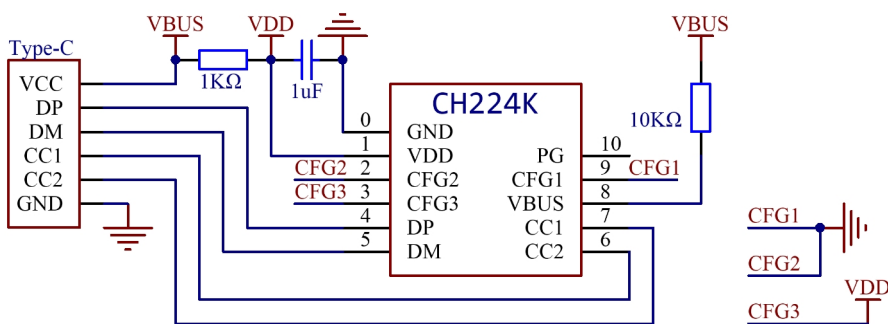 VBUS
VDD
VBUS
Type-C
1KΩ
1uF
VCC
DP
DM
CC1
CC2
GND
CH224K
0 GND
1 VDD
CFG2 2 CFG2
CFG3 3 CFG3
4 DP
5 DM
PG 10
CFG1 9 CFG1
VBUS 8
CC1 7
CC2 6
10KΩ
CFG1
CFG2
VDD
CFG3